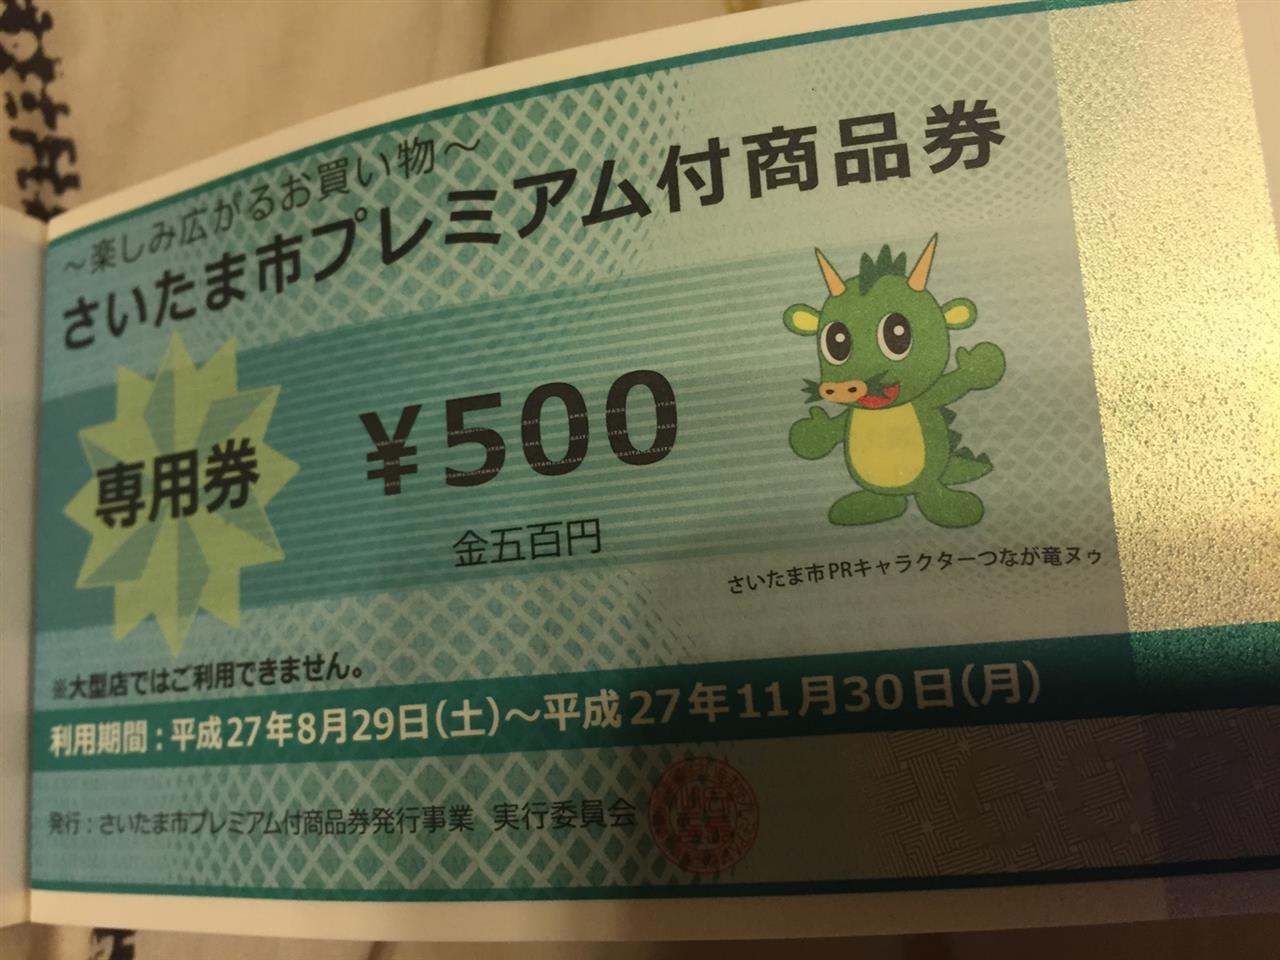 ～楽しみ広がるお買い物～
さいたま市プレミアム付商品券
専用券
¥500
金五百円
さいたま市PRキャラクターつなが竜ヌゥ
※大型店ではご利用できません。
利用期間：平成27年8月29日(土)～平成27年11月30日(月)
発行：さいたま市プレミアム付商品券発行事業 実行委員会